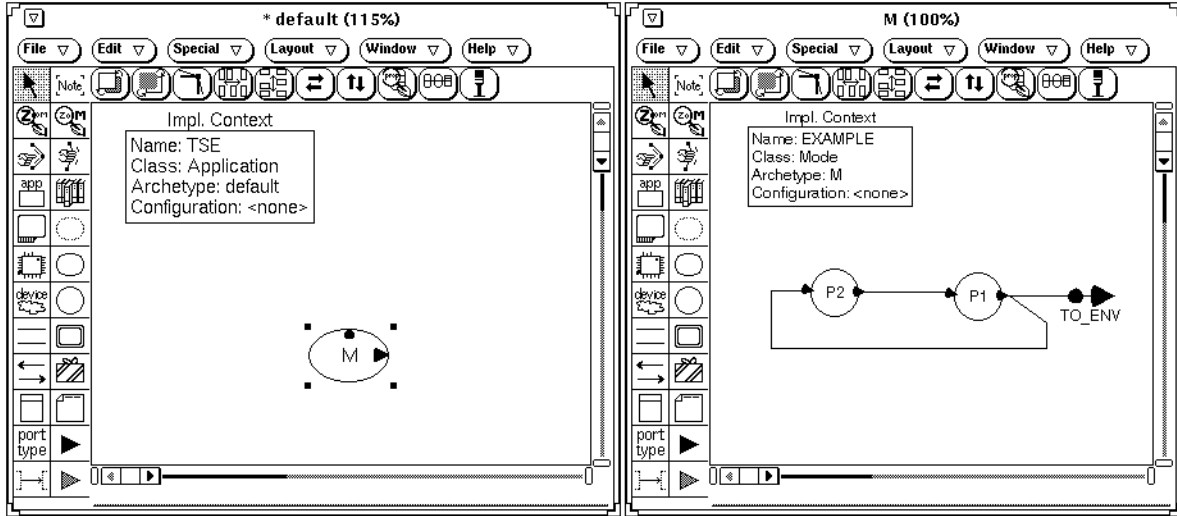 * default (115%)
File Edit Special Layout Window Help
Note
Impl. Context
Name: TSE
Class: Application
Archetype: default
Configuration: <none>
app
device
port
type
M
M (100%)
File Edit Special Layout Window Help
Note
Impl. Context
Name: EXAMPLE
Class: Mode
Archetype: M
Configuration: <none>
app
device
port
type
P2
P1
TO_ENV